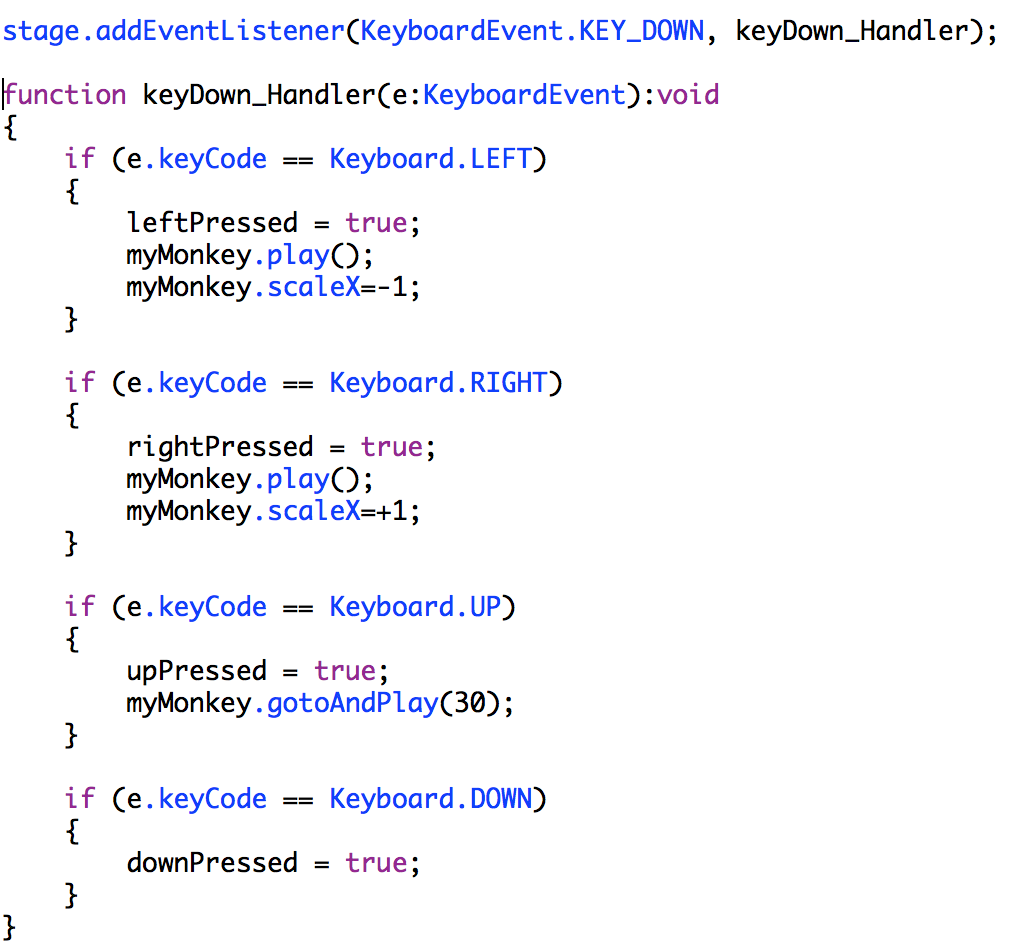 stage.addEventListener(KeyboardEvent.KEY_DOWN, keyDown_Handler);
function keyDown_Handler(e:KeyboardEvent):void
{
if (e.keyCode == Keyboard.LEFT)
{
leftPressed = true;
myMonkey.play();
myMonkey.scaleX=-1;
}
if (e.keyCode == Keyboard.RIGHT)
{
rightPressed = true;
myMonkey.play();
myMonkey.scaleX=+1;
}
if (e.keyCode == Keyboard.UP)
{
upPressed = true;
myMonkey.gotoAndPlay(30);
}
if (e.keyCode == Keyboard.DOWN)
{
downPressed = true;
}
}